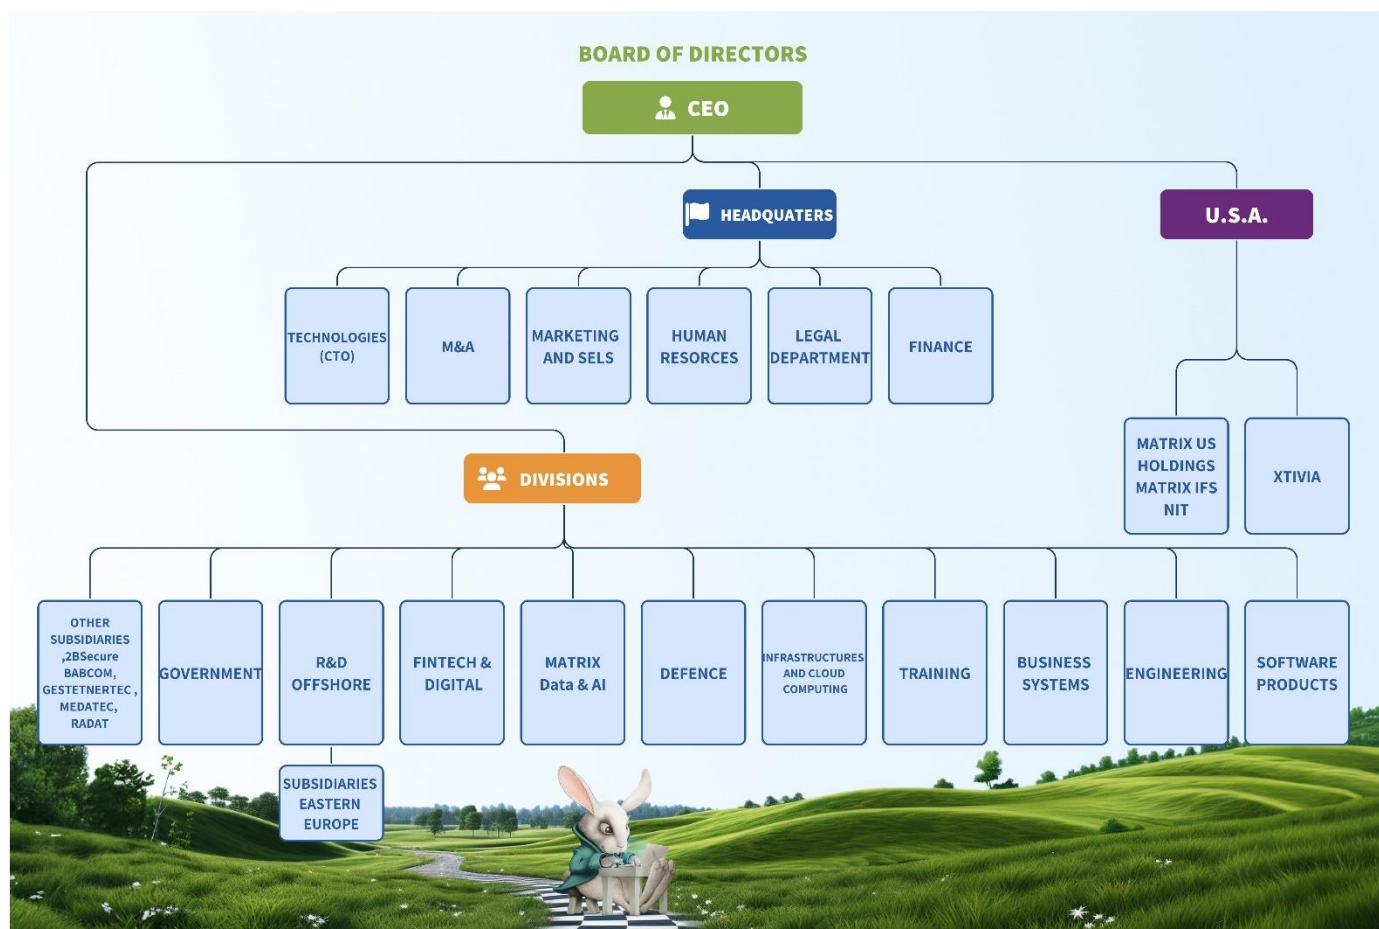 BOARD OF DIRECTORS
CEO
HEADQUATERS
U.S.A.
TECHNOLOGIES
(CTO)
M&A
MARKETING
AND SELS
HUMAN
RESORCES
LEGAL
DEPARTMENT
FINANCE
MATRIX US
HOLDINGS
MATRIX IFS
NIT
XTIVIA
DIVISIONS
OTHER
SUBSIDIARIES
,2BSecure
BABCOM,
GESTETNERTEC ,
MEDATEC,
RADAT
GOVERNMENT
R&D
OFFSHORE
FINTECH &
DIGITAL
MATRIX
Data & AI
DEFENCE
INFRASTRUCTURES
AND CLOUD
COMPUTING
TRAINING
BUSINESS
SYSTEMS
ENGINEERING
SOFTWARE
PRODUCTS
SUBSIDIARIES
EASTERN
EUROPE